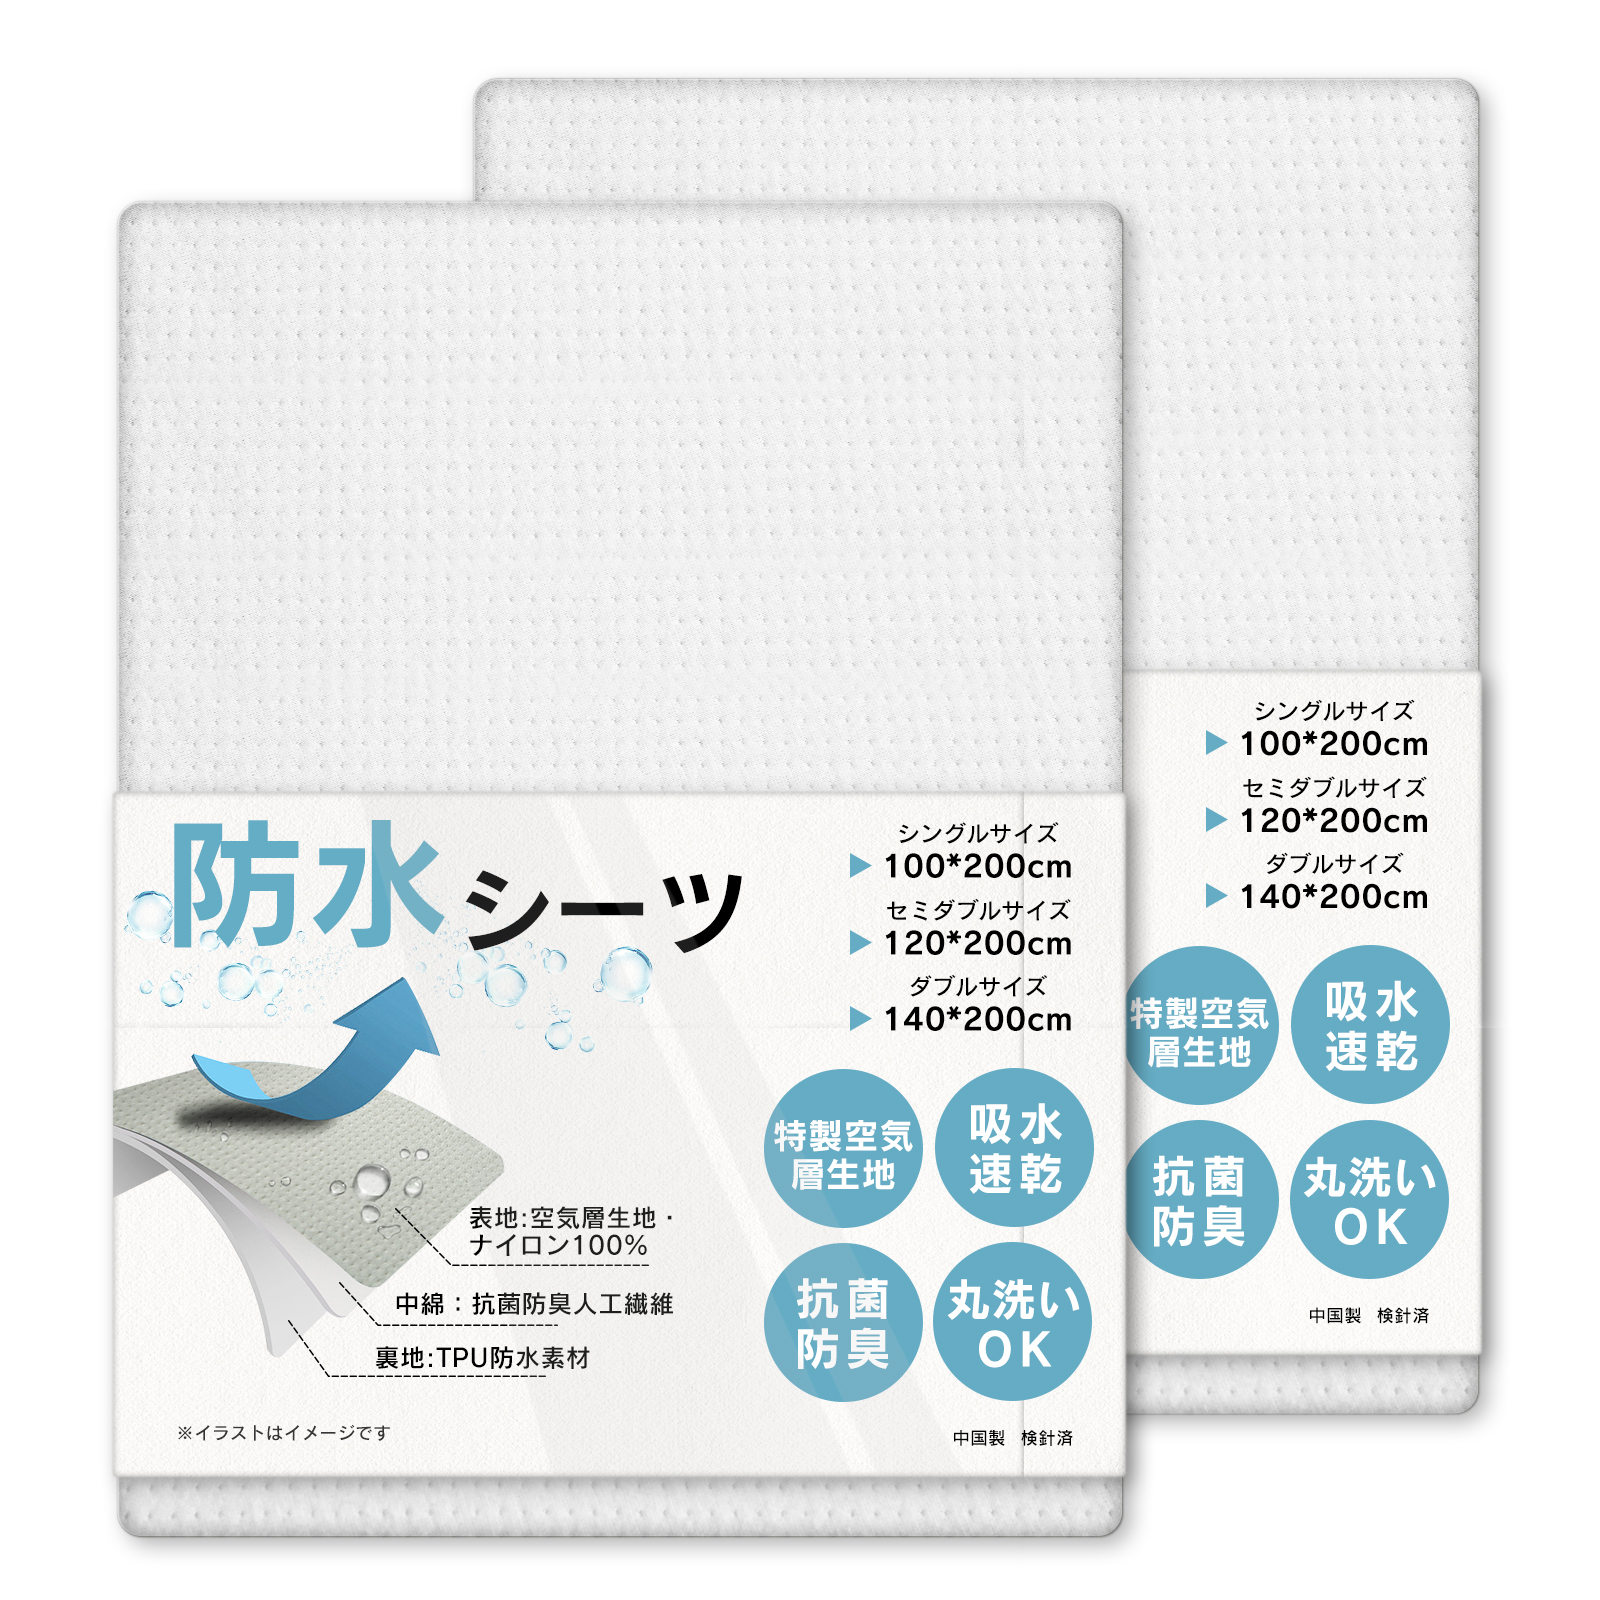 防水シーツ
シングルサイズ
100*200cm
セミダブルサイズ
120*200cm
ダブルサイズ
140*200cm
特製空気
層生地
吸水
速乾
抗菌
防臭
丸洗い
OK
表地:空気層生地・
ナイロン100%
中綿：抗菌防臭人工繊維
裏地:TPU防水素材
※イラストはイメージです
中国製 検針済
シングルサイズ
100*200cm
セミダブルサイズ
120*200cm
ダブルサイズ
140*200cm
特製空気
層生地
吸水
速乾
抗菌
防臭
丸洗い
OK
中国製 検針済